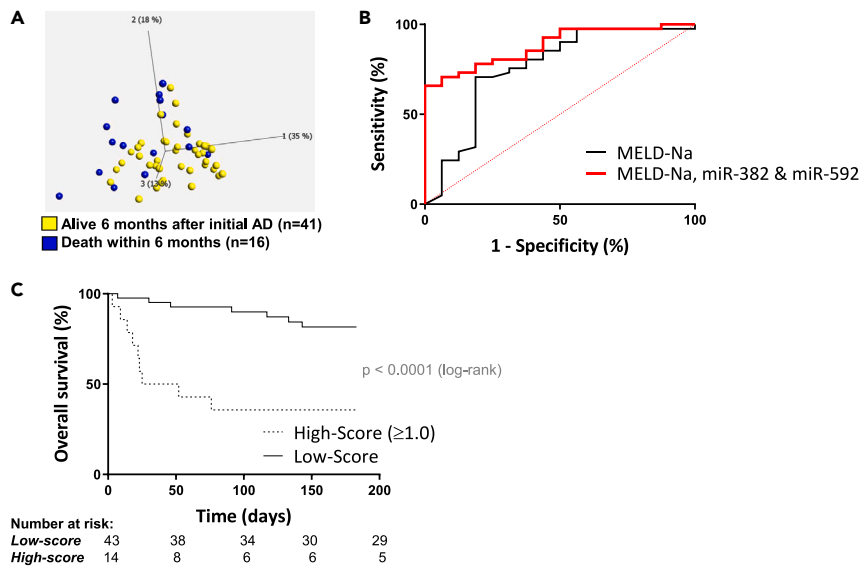 A
2 (18 %)
1 (35 %)
3 (13 %)
Alive 6 months after initial AD (n=41)
Death within 6 months (n=16)
B
100
50
0
Sensitivity (%)
0
50
100
1 - Specificity (%)
MELD-Na
MELD-Na, miR-382 & miR-592
C
100
50
0
Overall survival (%)
p < 0.0001 (log-rank)
High-Score (≥1.0)
Low-Score
0 50 100 150 200
Time (days)
Number at risk:
Low-score 43 38 34 30 29
High-score 14 8 6 6 5